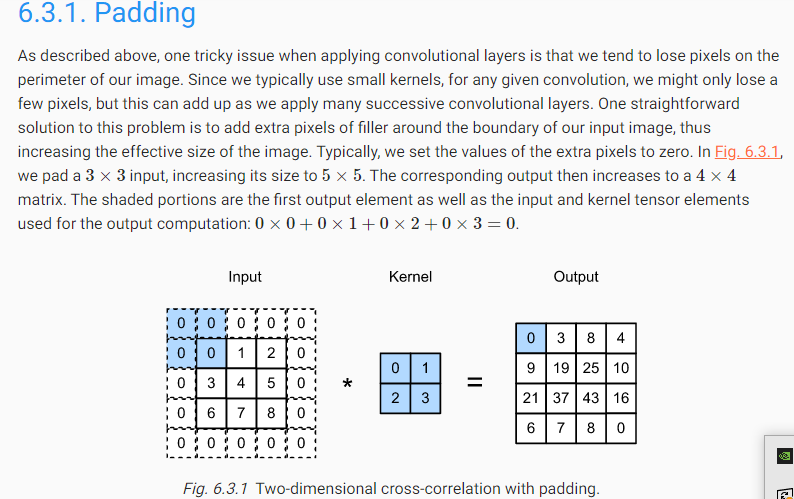 6.3.1. Padding
As described above, one tricky issue when applying convolutional layers is that we tend to lose pixels on the
perimeter of our image. Since we typically use small kernels, for any given convolution, we might only lose a
few pixels, but this can add up as we apply many successive convolutional layers. One straightforward
solution to this problem is to add extra pixels of filler around the boundary of our input image, thus
increasing the effective size of the image. Typically, we set the values of the extra pixels to zero. In Fig. 6.3.1,
we pad a 3 × 3 input, increasing its size to 5 × 5. The corresponding output then increases to a 4 × 4
matrix. The shaded portions are the first output element as well as the input and kernel tensor elements
used for the output computation: 0 × 0 + 0 × 1 + 0 × 2 + 0 × 3 = 0.
Input Kernel Output
0 0 0 0 0
0 0 1 2 0
0 3 4 5 0
0 6 7 8 0
0 0 0 0 0
*
0 1
2 3
=
0 3 8 4
9 19 25 10
21 37 43 16
6 7 8 0
Fig. 6.3.1 Two-dimensional cross-correlation with padding.